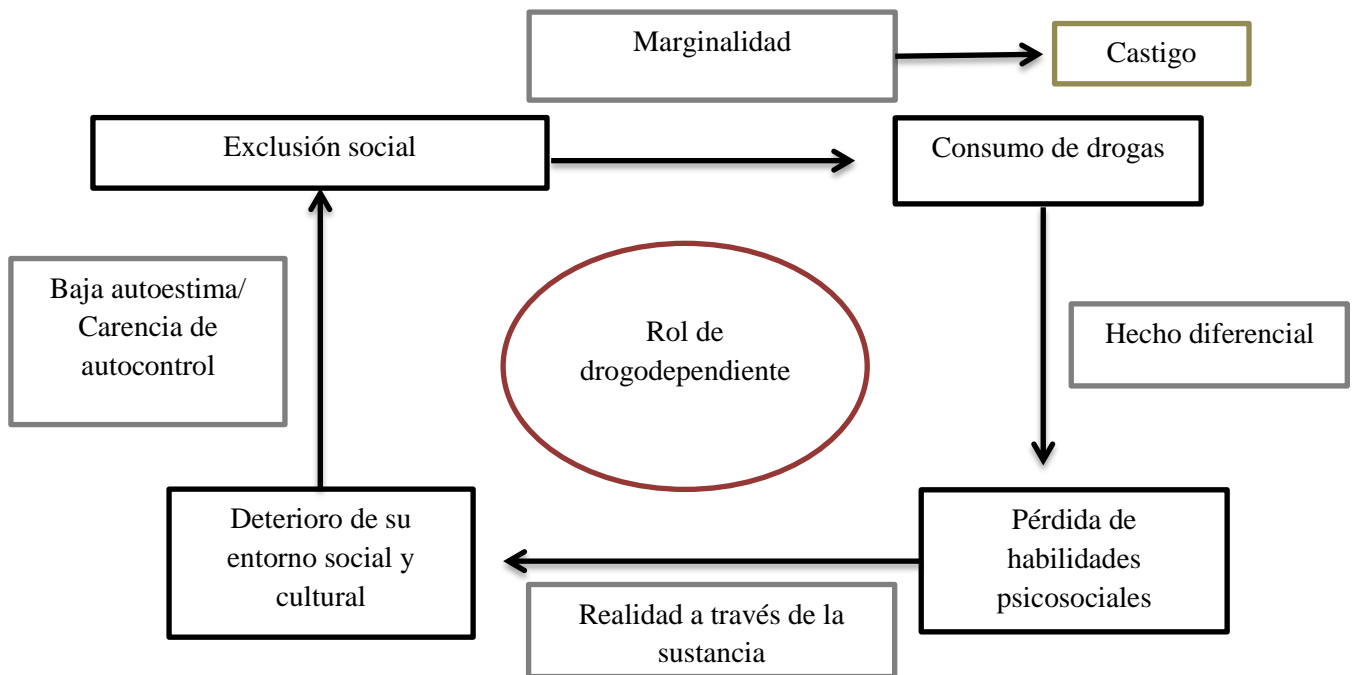 Marginalidad
Castigo
Exclusión social
Consumo de drogas
Baja autoestima/
Carencia de
autocontrol
Rol de
drogodependiente
Hecho diferencial
Deterioro de su
entorno social y
cultural
Realidad a través de la
sustancia
Pérdida de
habilidades
psicosociales